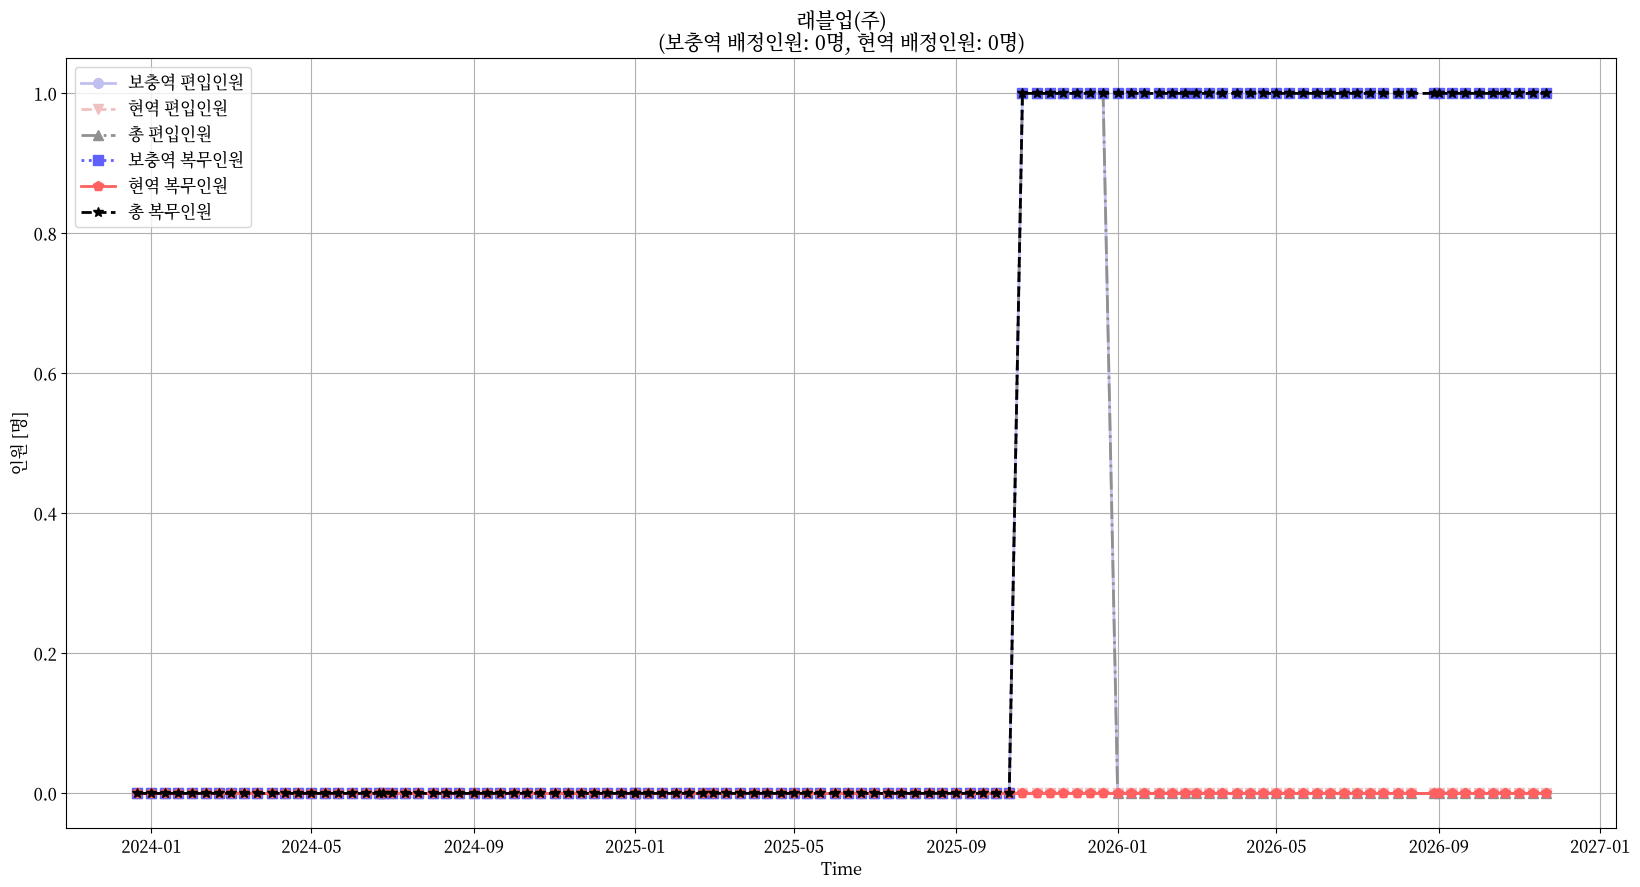 래블업(주)
(보충역 배정인원: 0명, 현역 배정인원: 0명)
보충역 편입인원
현역 편입인원
총 편입인원
보충역 복무인원
현역 복무인원
총 복무인원
인원 [명]
1.0
0.8
0.6
0.4
0.2
0.0
2024-01 2024-05 2024-09 2025-01 2025-05 2025-09 2026-01 2026-05 2026-09 2027-01
Time